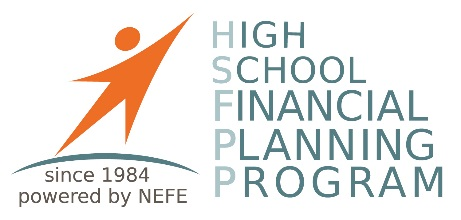 HIGH
SCHOOL
FINANCIAL
PLANNING
PROGRAM
since 1984
powered by NEFE